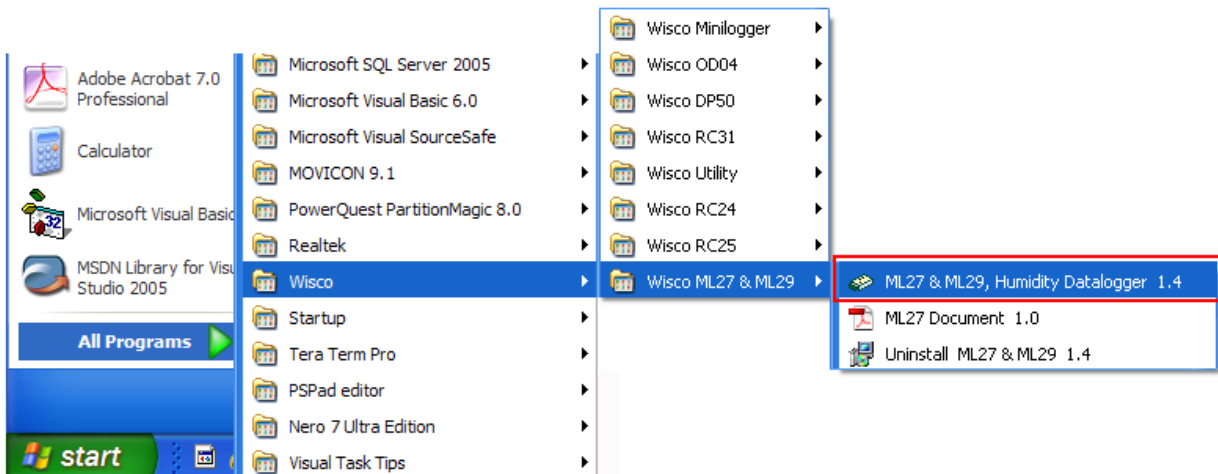 Adobe Acrobat 7.0
Professional
Calculator
Microsoft Visual Basic
MSDN Library for Visu
Studio 2005
All Programs
start
Microsoft SQL Server 2005
Microsoft Visual Basic 6.0
Microsoft Visual SourceSafe
MOVICON 9.1
PowerQuest PartitionMagic 8.0
Realtek
Wisco
Startup
Tera Term Pro
PSPad editor
Nero 7 Ultra Edition
Visual Task Tips
Wisco Minilogger
Wisco OD04
Wisco DP50
Wisco RC31
Wisco Utility
Wisco RC24
Wisco RC25
Wisco ML27 & ML29
ML27 & ML29, Humidity Datalogger 1.4
ML27 Document 1.0
Uninstall ML27 & ML29 1.4